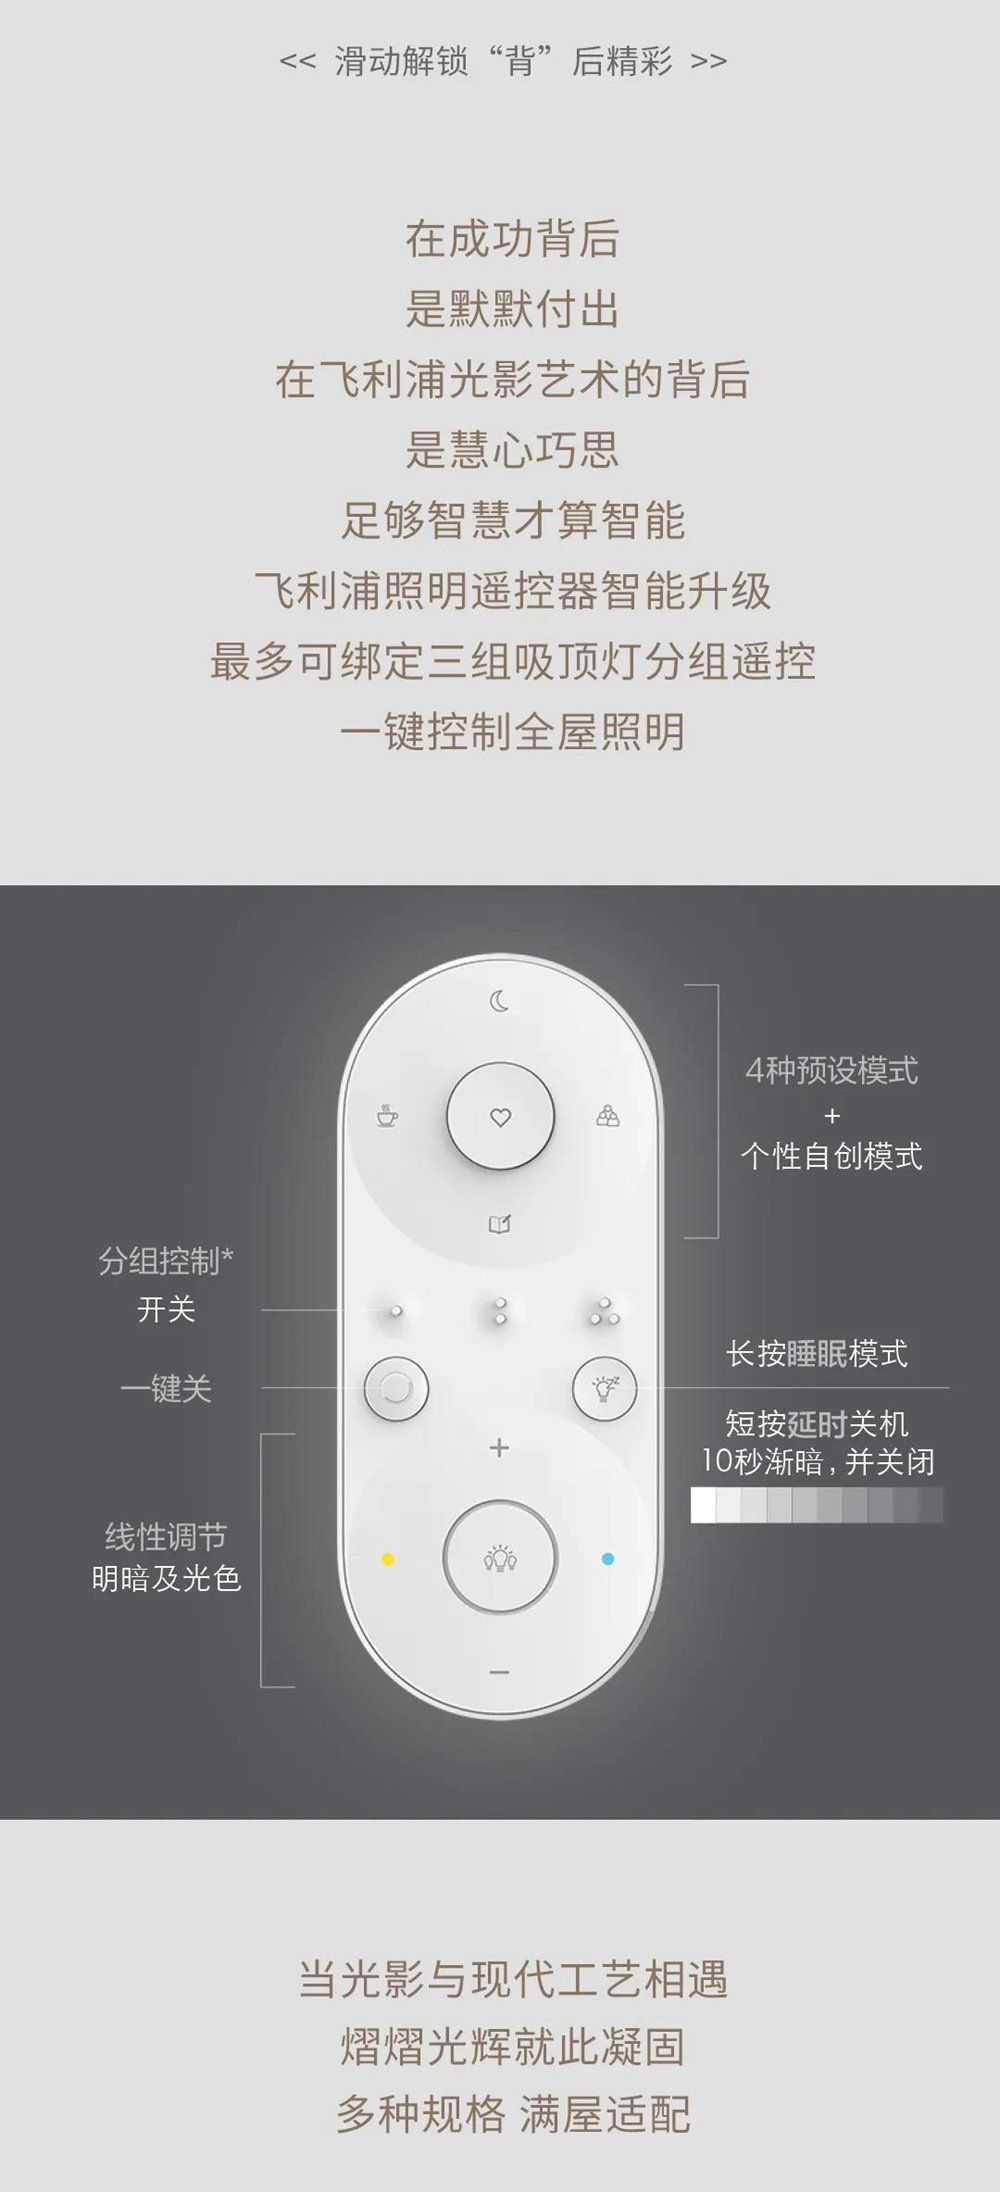 << 滑动解锁“背”后精彩 >>
在成功背后
是默默付出
在飞利浦光影艺术的背后
是慧心巧思
足够智慧才算智能
飞利浦照明遥控器智能升级
最多可绑定三组吸顶灯分组遥控
一键控制全屋照明
4种预设模式
+
个性自创模式
分组控制*
开关
一键关
长按睡眠模式
短按延时关机
10秒渐暗,并关闭
线性调节
明暗及光色
当光影与现代工艺相遇
熠熠光辉就此凝固
多种规格 满屋适配